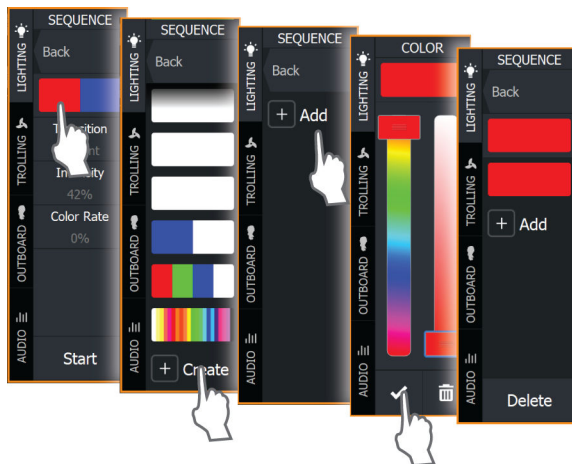 SEQUENCE
Back
Intensity
42%
Color Rate
0%
Start
LIGHTING
TROLLING
OUTBOARD
AUDIO
SEQUENCE
Back
+ Create
LIGHTING
TROLLING
OUTBOARD
AUDIO
SEQUENCE
Back
+ Add
LIGHTING
TROLLING
OUTBOARD
AUDIO
COLOR
LIGHTING
TROLLING
OUTBOARD
AUDIO
SEQUENCE
Back
+ Add
Delete
LIGHTING
TROLLING
OUTBOARD
AUDIO